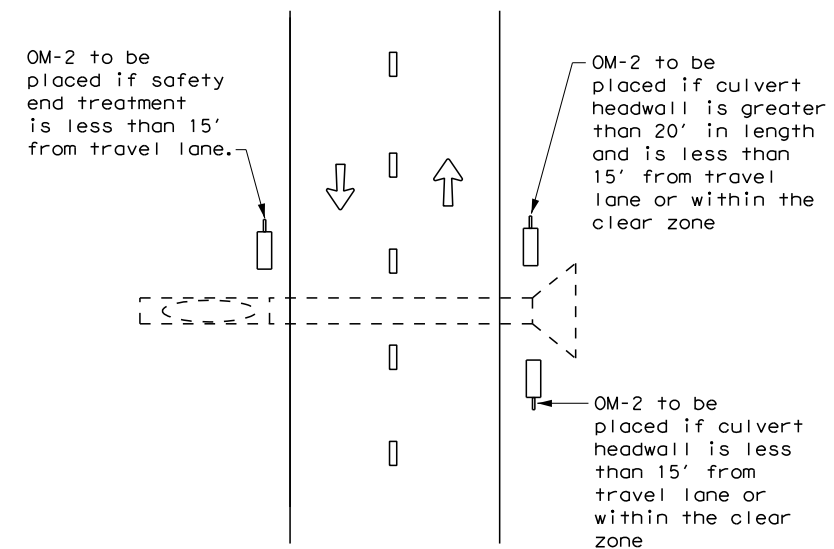 OM-2 to be
placed if safety
end treatment
is less than 15'
from travel lane.
OM-2 to be
placed if culvert
headwall is greater
than 20' in length
and is less than
15' from travel
lane or within the
clear zone
OM-2 to be
placed if culvert
headwall is less
than 15' from
travel lane or
within the clear
zone